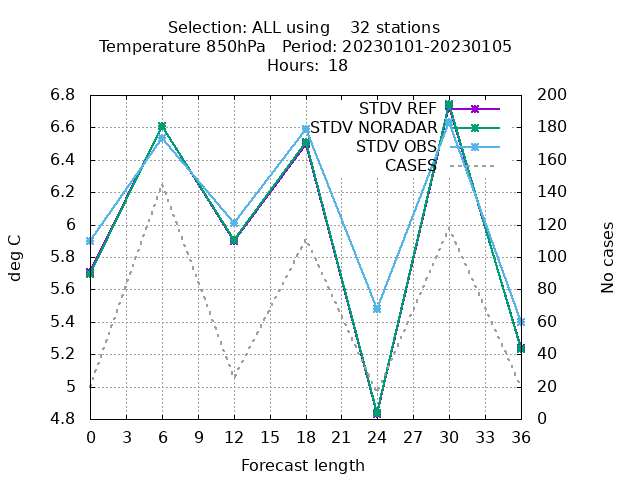 Selection: ALL using    32 stations
Temperature 850hPa   Period: 20230101-20230105
Hours:  18
STDV REF
STDV NORADAR
STDV OBS
CASES
6.8
6.6
6.4
6.2
6
5.8
5.6
5.4
5.2
5
4.8
deg C
200
180
160
140
120
100
80
60
40
20
0
No cases
0 3 6 9 12 15 18 21 24 27 30 33 36
Forecast length